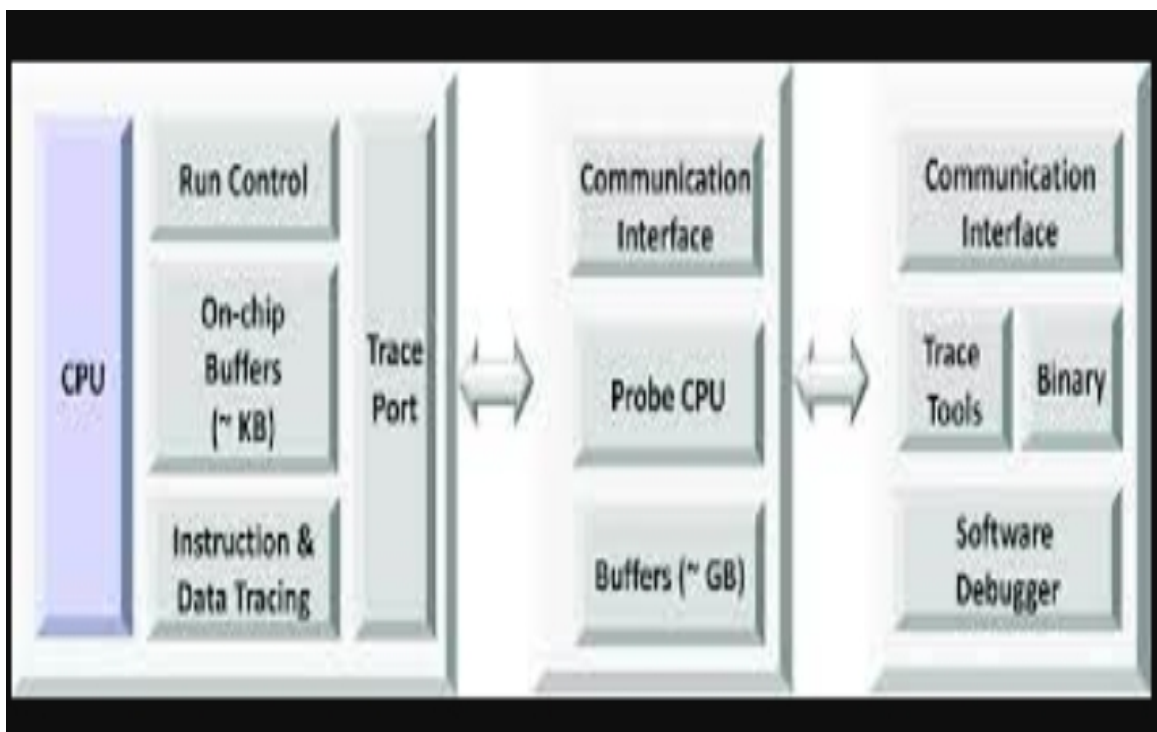 CPU
Run Control
On-chip
Buffers
(~ KB)
Instruction &
Data Tracing
Trace
Port
Communication
Interface
Probe CPU
Buffers (~ GB)
Communication
Interface
Trace
Tools
Binary
Software
Debugger